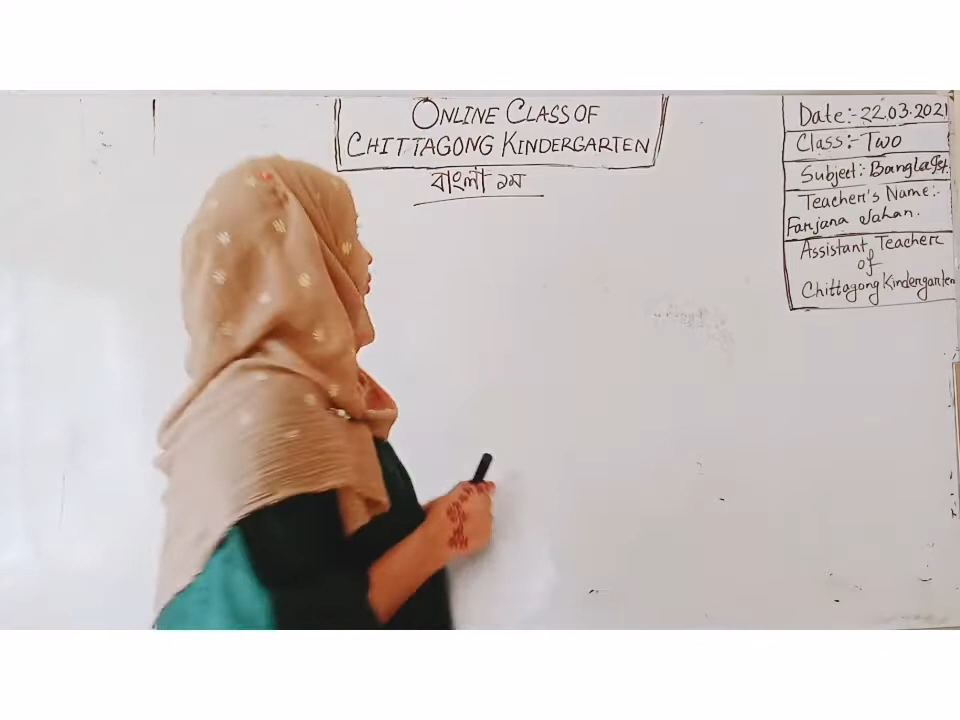 ONLINE CLASS OF
CHITTAGONG KINDERGARTEN
বাংলা ১ম
Date:- 22.03.2021
Class:- Two
Subject:- Bangla 1st.
Teacher's Name:-
Farjana Jahan.
Assistant Teacher
of
Chittagong Kindergarten